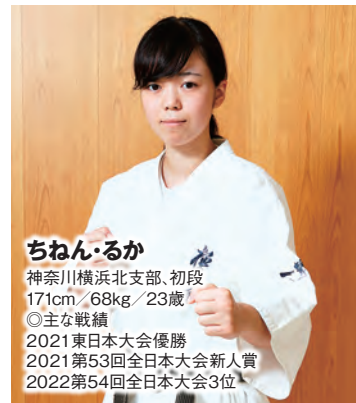 ちねん・るか
神奈川横浜北支部、初段
171cm／68kg／23歳
◎主な戦績
2021東日本大会優勝
2021第53回全日本大会新人賞
2022第54回全日本大会3位